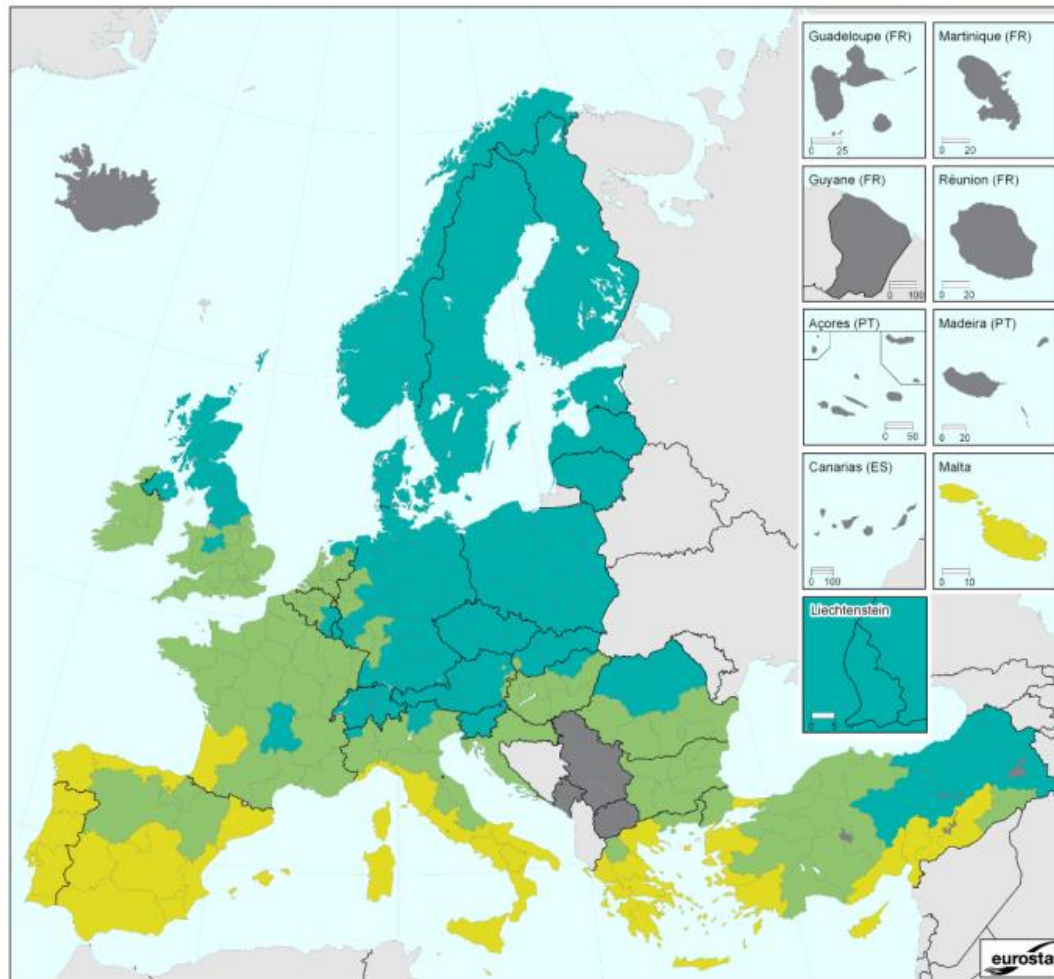 Guadeloupe (FR)
0 25
Martinique (FR)
0 20
Guyane (FR)
0 100
Réunion (FR)
0 20
Açores (PT)
0 50
Madeira (PT)
0 20
Canarias (ES)
0 100
Malta
0 10
Liechtenstein
eurosta